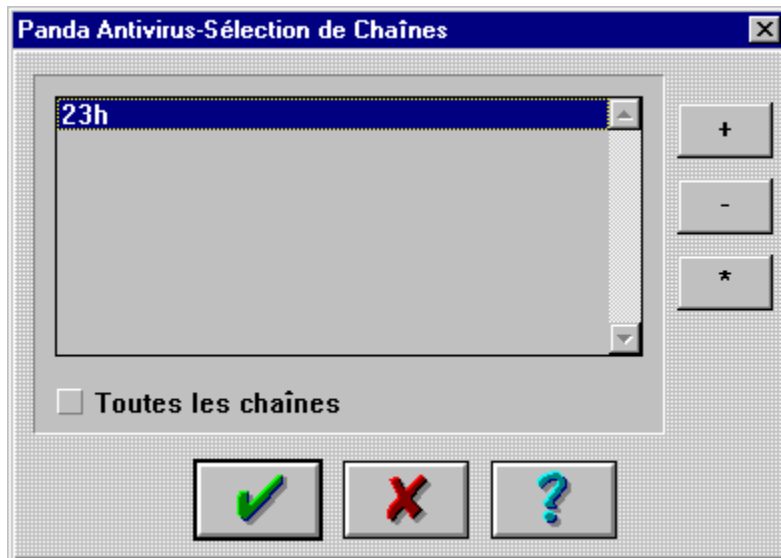 Panda Antivirus-Sélection de Chaînes
23h
+
-
*
Toutes les chaînes
?